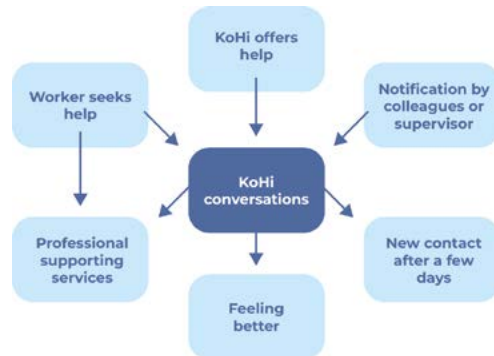 KoHi offers
help
Worker seeks
help
Notification by
colleagues or
supervisor
KoHi
conversations
Professional
supporting
services
New contact
after a few
days
Feeling
better